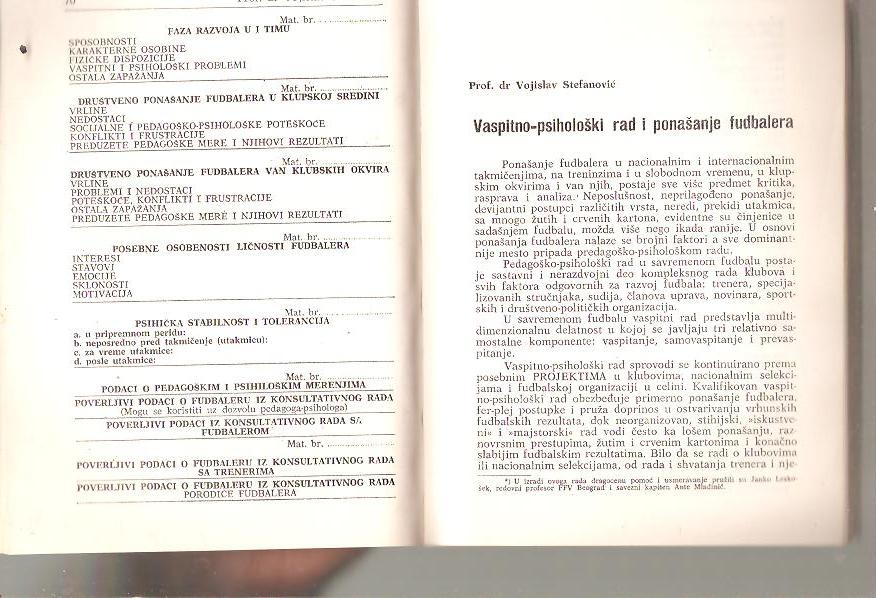 70
Mat. br.
FAZA RAZVOJA U I TIMU
SPOSOBNOSTI
KARAKTERNE OSOBINE
FIZIČKE DISPOZICIJE
VASPITNI I PSIHOLOŠKI PROBLEMI
OSTALA ZAPAŽANJA
Mat. br.
DRUŠTVENO PONAŠANJE FUDBALERA U KLUPSKOJ SREDINI
VRLINE
NEDOSTACI
SOCIJALNE I PEDAGOŠKO-PSIHOLOŠKE POTEŠKOĆE
KONFLIKTI I FRUSTRACIJE
PREDUZETE PEDAGOŠKE MERE I NJIHOVI REZULTATI
Mat. br.
DRUŠTVENO PONAŠANJE FUDBALERA VAN KLUBSKIH OKVIRA
VRLINE
PROBLEMI I NEDOSTACI
POTEŠKOĆE, KONFLIKTI I FRUSTRACIJE
OSTALA ZAPAŽANJA
PREDUZETE PEDAGOŠKE MERE I NJIHOVI REZULTATI
Mat. br.
POSEBNE OSOBENOSTI LIČNOSTI FUDBALERA
INTERESI
STAVOVI
EMOCIJE
SKLONOSTI
MOTIVACIJA
Mat. br.
PSIHIČKA STABILNOST I TOLERANCIJA
a. u pripremnom peridu:
b. neposredno pred takmičenje (utakmicu):
c. za vreme utakmice:
d. posle utakmice:
Mat. br.
PODACI O PEDAGOŠKIM I PSIHILOŠKIM MERENJIMA
POVERLJIVI PODACI O FUDBALERU IZ KONSULTATIVNOG RADA
(Mogu se koristiti uz dozvolu pedagoga-psihologa)
POVERLJIVI PODACI IZ KONSULTATIVNOG RADA SA
FUDBALEROM
Mat. br.
POVERLJIVI PODACI O FUDBALERU IZ KONSULTATIVNOG RADA
SA TRENERIMA
POVERLJIVI PODACI O FUDBALERU IZ KONSULTATIVNOG RADA
PORODICE FUDBALERA
Prof. dr Vojislav Stefanović
Vaspitno-psihološki rad i ponašanje fudbalera
Ponašanje fudbalera u nacionalnim i internacionalnim
takmičenjima, na treninzima i u slobodnom vremenu, u klup-
skim okvirima i van njih, postaje sve više predmet kritika,
rasprava i analiza.* Neposlušnost, neprilagođeno ponašanje,
devijantni postupci različitih vrsta, neredi, prekidi utakmica,
sa mnogo žutih i crvenih kartona, evidentne su činjenice u
sadašnjem fudbalu, možda više nego ikada ranije. U osnovi
ponašanja fudbalera nalaze se brojni faktori a sve dominant-
nije mesto pripada predagoško-psihološkom radu.
Pedagoško-psihološki rad u savremenom fudbalu posta-
je sastavni i nerazdvojni deo kompleksnog rada klubova i
svih faktora odgovornih za razvoj fudbala: trenera, specija-
lizovanih stručnjaka, sudija, članova uprava, novinara, sport-
skih i društveno-političkih organizacija.
U savremenom fudbalu vaspitni rad predstavlja multi-
dimenzionalnu delatnost u kojoj se javljaju tri relativno sa-
mostalne komponente: vaspitanje, samovaspitanje i prevas-
pitanje.
Vaspitno-psihološki rad sprovodi se kontinuirano prema
posebnim PROJEKTIMA u klubovima, nacionalnim selekci-
jama i fudbalskoj organizaciji u celini. Kvalifikovan vaspit-
no-psihološki rad obezbeđuje primerno ponašanje fudbalera,
fer-plej postupke i pruža doprinos u ostvarivanju vrhunskih
fudbalskih rezultata, dok neorganizovan, stihijski, »iskustve-
ni« i »majstorski« rad vodi često ka lošem ponašanju, raz-
novrsnim prestupima, žutim i crvenim kartonima i konačno
slabijim fudbalskim rezultatima. Bilo da se radi o klubovima
ili nacionalnim selekcijama, od rada i shvatanja trenera i nje-
*) U izradi ovoga rada dragocenu pomoć i usmeravanje pružili su Janko Lesko-
šek, redovni profesor FFV Beograd i savezni kapiten Ante Mladinić.